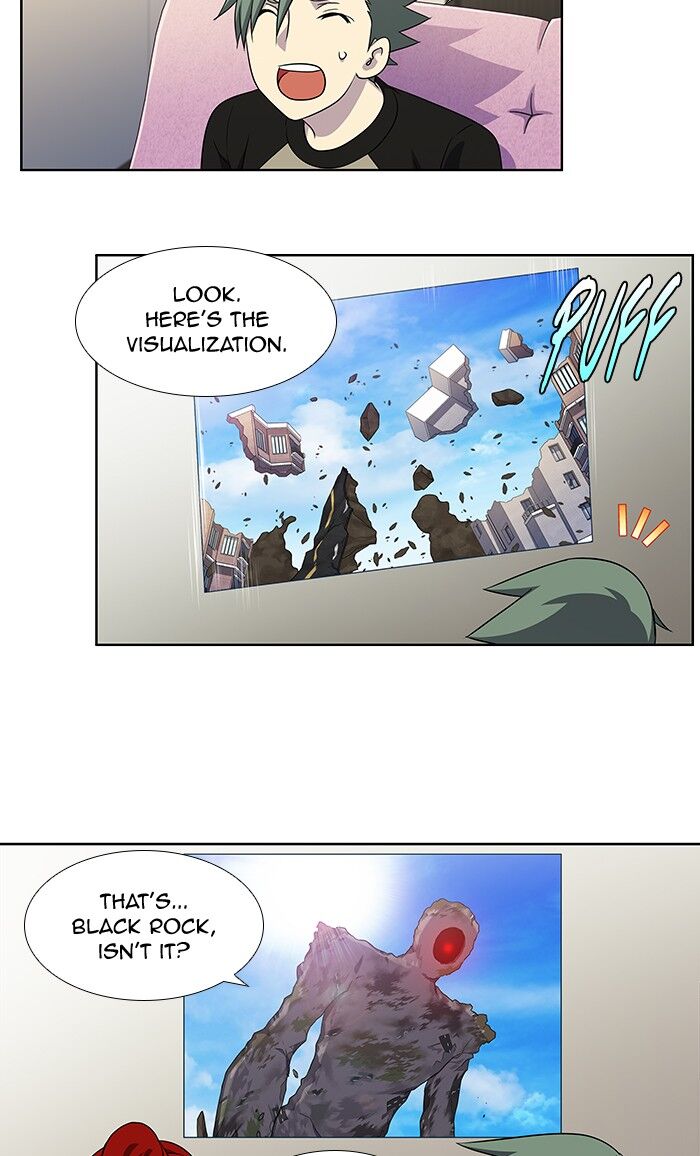 LOOK.
HERE'S THE
VISUALIZATION.
PUFF
THAT'S...
BLACK ROCK,
ISN'T IT?